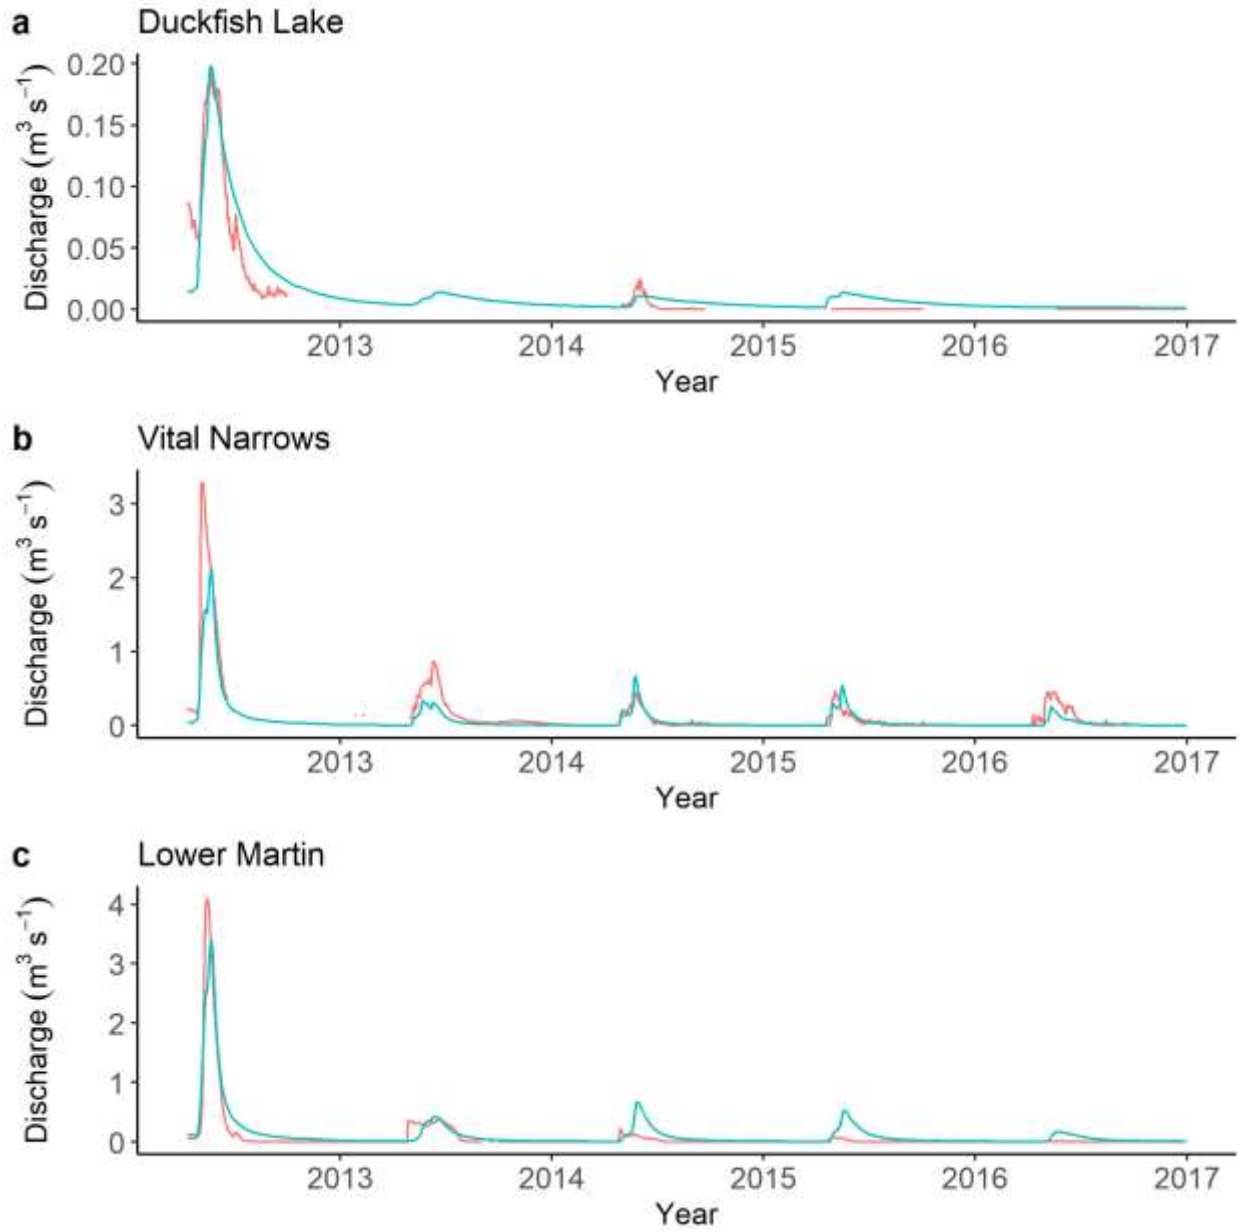 a Duckfish Lake
Discharge (m³ s⁻¹)
0.20
0.15
0.10
0.05
0.00
2013 2014 2015 2016 2017
Year
b Vital Narrows
Discharge (m³ s⁻¹)
3
2
1
0
2013 2014 2015 2016 2017
Year
c Lower Martin
Discharge (m³ s⁻¹)
4
3
2
1
0
2013 2014 2015 2016 2017
Year